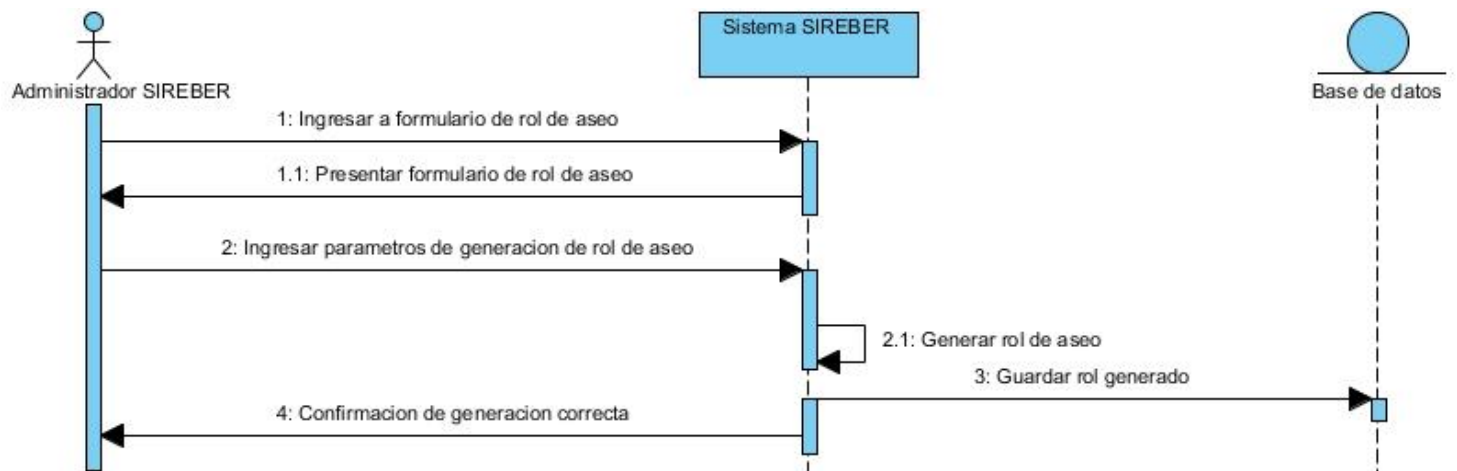 Sistema SIREBER
Administrador SIREBER
Base de datos
1: Ingresar a formulario de rol de aseo
1.1: Presentar formulario de rol de aseo
2: Ingresar parametros de generacion de rol de aseo
2.1: Generar rol de aseo
3: Guardar rol generado
4: Confirmacion de generacion correcta